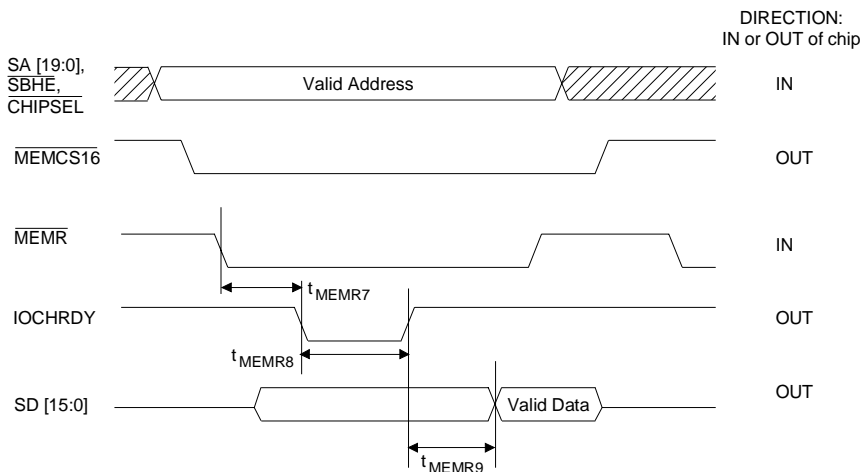 DIRECTION:
IN or OUT of chip
SA [19:0],
SBHE,
CHIPSEL
Valid Address
IN
MEMCS16
OUT
MEMR
IN
tMEMR7
IOCHRDY
OUT
tMEMR8
SD [15:0]
Valid Data
OUT
tMEMR9